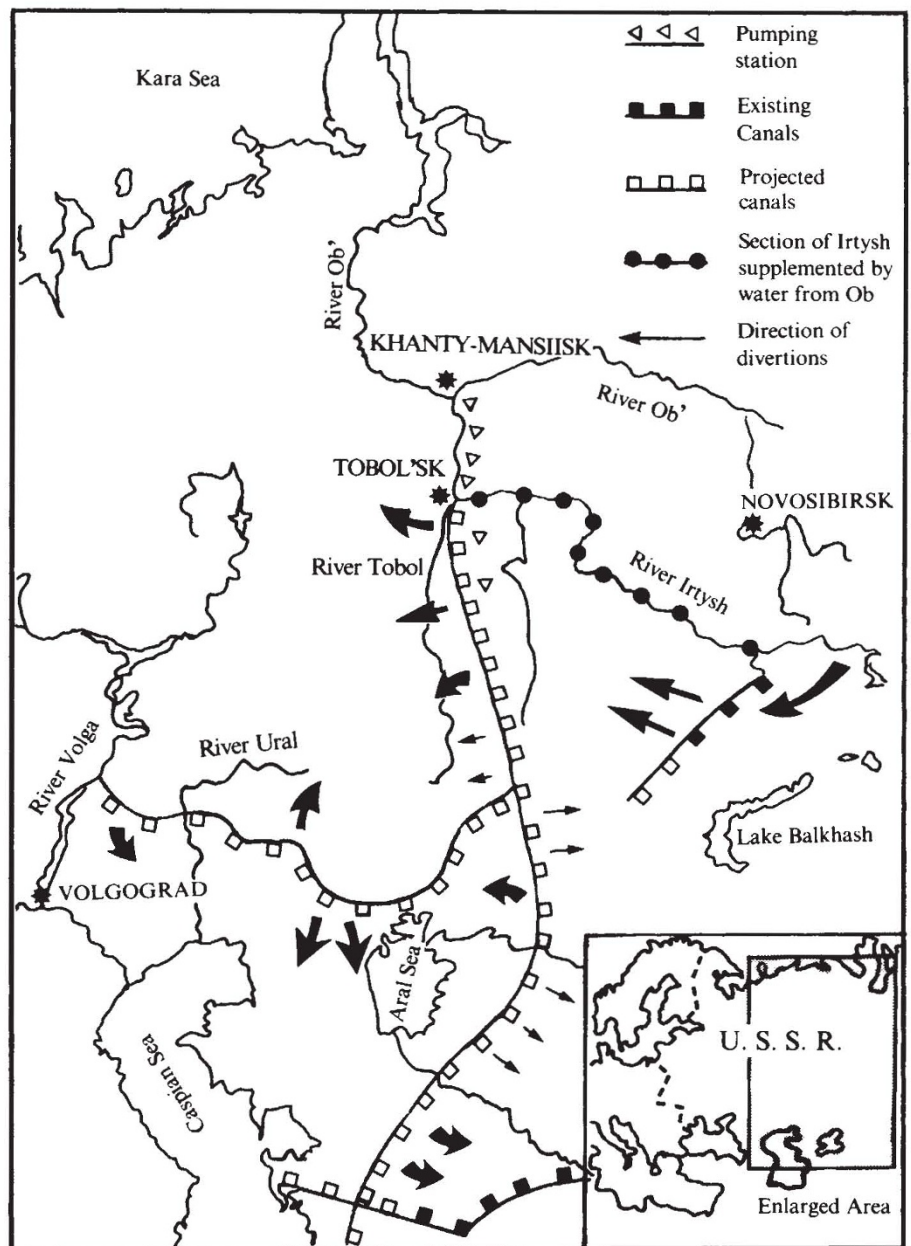 Kara Sea
Pumping
station
Existing
Canals
Projected
canals
Section of Irtysh
supplemented by
water from Ob
Direction of
divertions
River Ob'
KHANTY-MANSIISK
River Ob'
TOBOL'SK
NOVOSIBIRSK
River Tobol
River Irtysh
River Volga
River Ural
Lake Balkhash
VOLGOGRAD
Aral Sea
Caspian Sea
U. S. S. R.
Enlarged Area